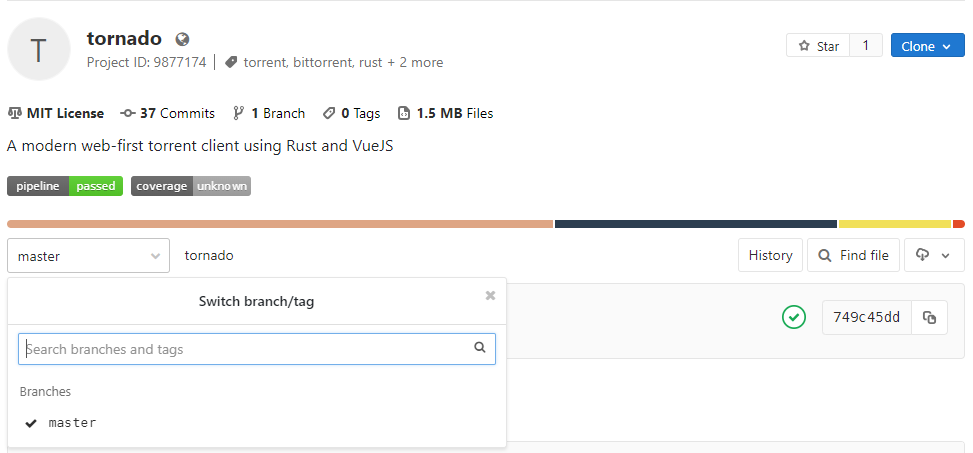 T
tornado
Project ID: 9877174 | torrent, bittorrent, rust + 2 more
Star 1 Clone
MIT License 37 Commits 1 Branch 0 Tags 1.5 MB Files
A modern web-first torrent client using Rust and VueJS
pipeline passed coverage unknown
master tornado History Find file
Switch branch/tag
749c45dd
Search branches and tags
Branches
master